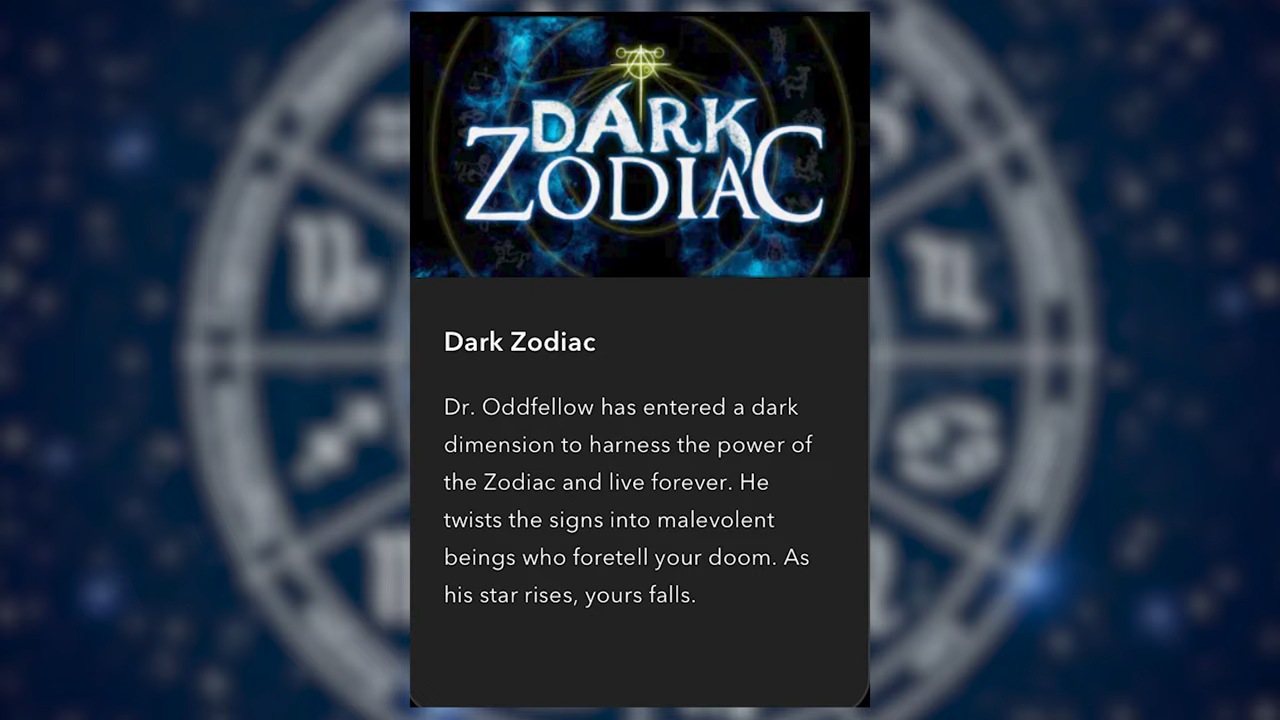 DARK
ZODIAC
Dark Zodiac
Dr. Oddfellow has entered a dark
dimension to harness the power of
the Zodiac and live forever. He
twists the signs into malevolent
beings who foretell your doom. As
his star rises, yours falls.